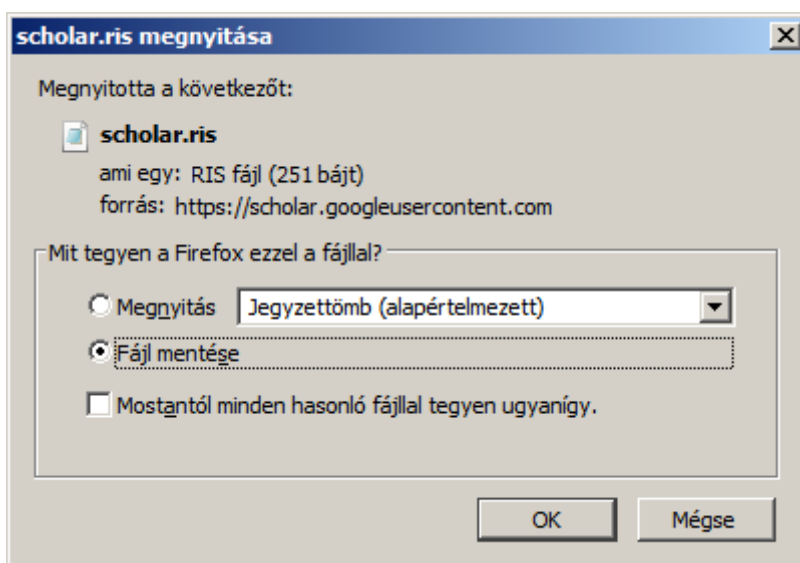 scholar.ris megnyitása
Megnyitotta a következőt:
scholar.ris
ami egy: RIS fájl (251 bájt)
forrás: https://scholar.googleusercontent.com
Mit tegyen a Firefox ezzel a fájllal?
Megnyitás Jegyzettömb (alapértelmezett)
Fájl mentése
Mostantól minden hasonló fájllal tegyen ugyanígy.
OK Mégse